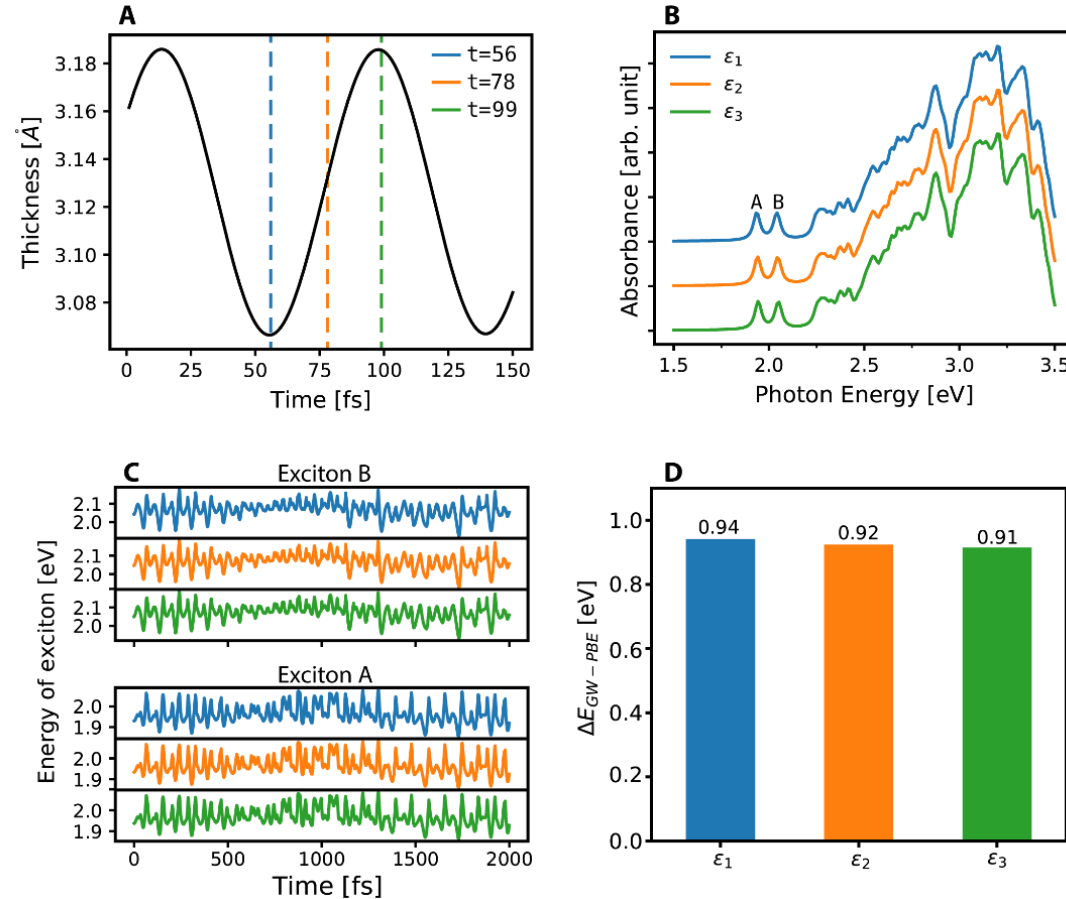 A
Thickness [Å]
3.18
3.16
3.14
3.12
3.10
3.08
t=56
t=78
t=99
0 25 50 75 100 125 150
Time [fs]
B
Absorbance [arb. unit]
ε1
ε2
ε3
A B
1.5 2.0 2.5 3.0 3.5
Photon Energy [eV]
C
Exciton B
Energy of exciton [eV]
2.1
2.0
2.1
2.0
2.1
2.0
Exciton A
2.0
1.9
2.0
1.9
2.0
1.9
0 500 1000 1500 2000
Time [fs]
D
ΔE_GW−PBE [eV]
1.0
0.8
0.6
0.4
0.2
0.0
0.94 0.92 0.91
ε1 ε2 ε3